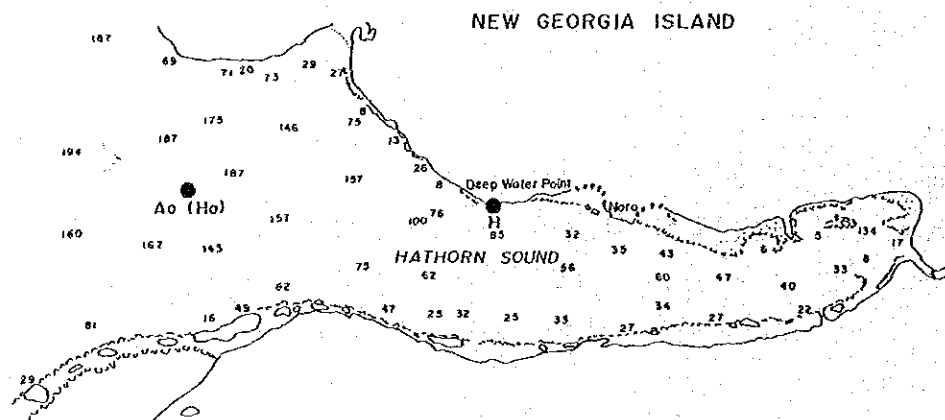 NEW GEORGIA ISLAND
187
69 71 20 73 29 27
8
175 146 75
187 13
194
26
187 157 8
Deep Water Point
Ao (Ho) Noro
157 100 76 H 85 32 134
160 162 143 35 43 6 5 17
HATHORN SOUND
75 62 56 60 47 33 8
62 40
49 47 34
81 16 25 32 25 33 27 27 22
29